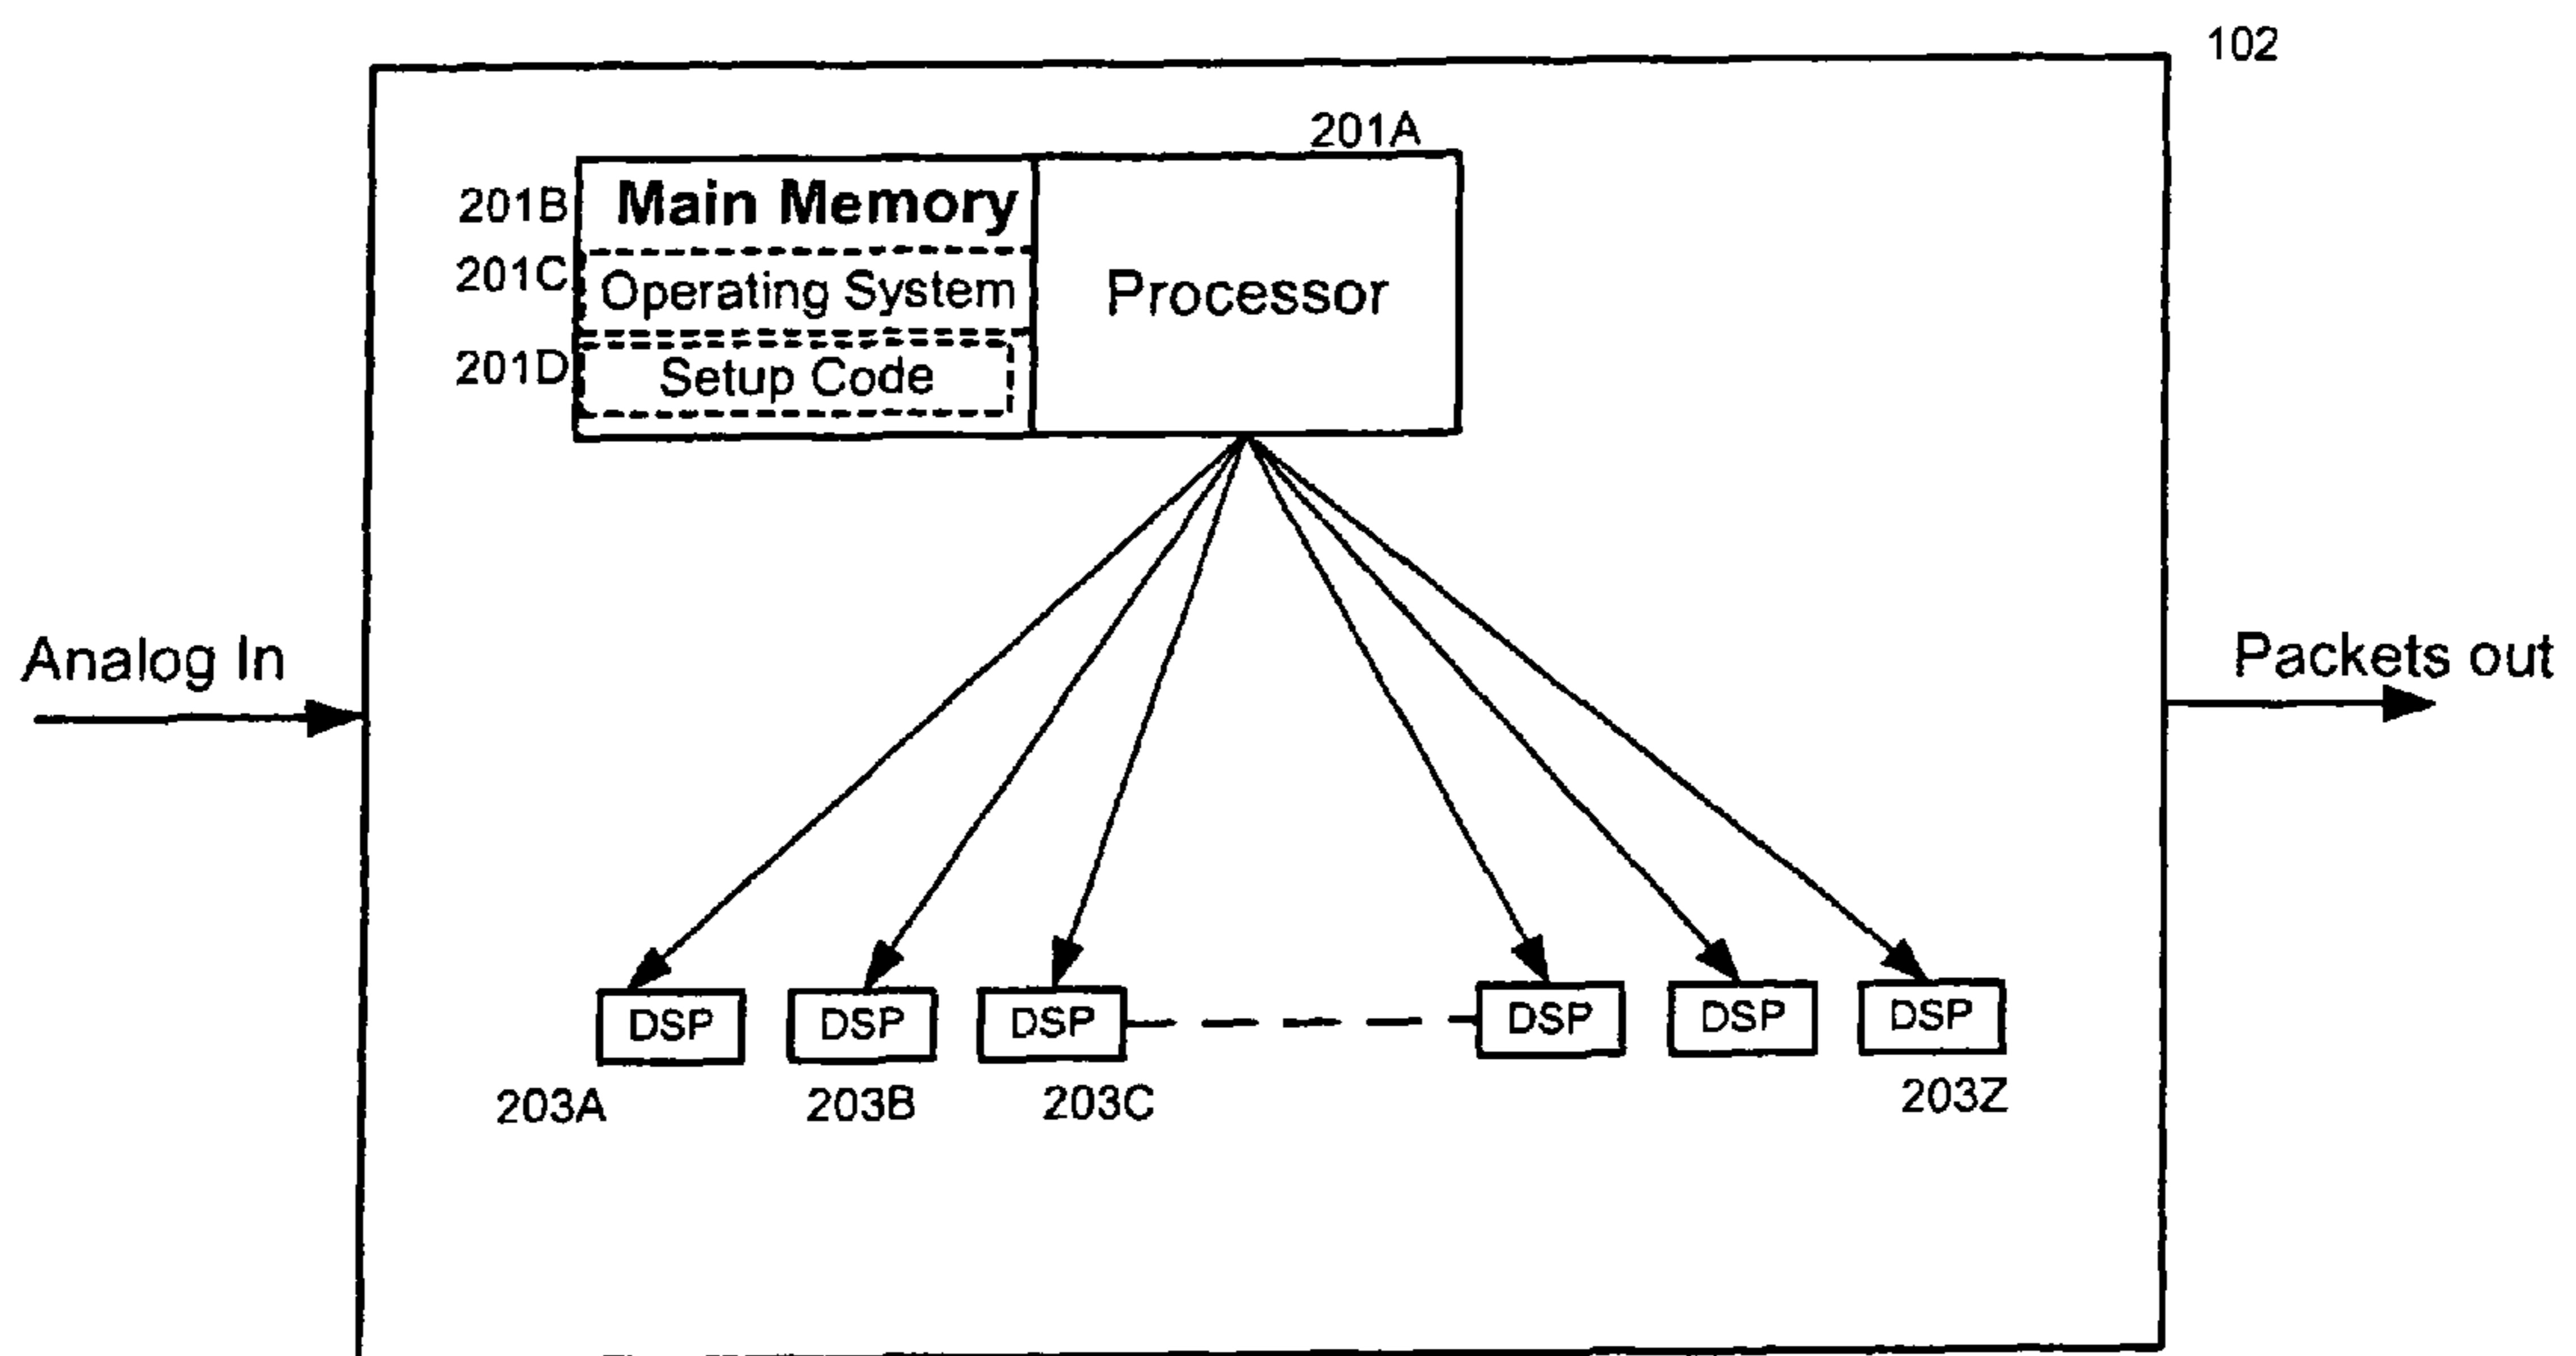 102
201A
201B Main Memory
201C Operating System
Processor
201D Setup Code
Analog In
Packets out
DSP DSP DSP DSP DSP DSP
203A 203B 203C 203Z